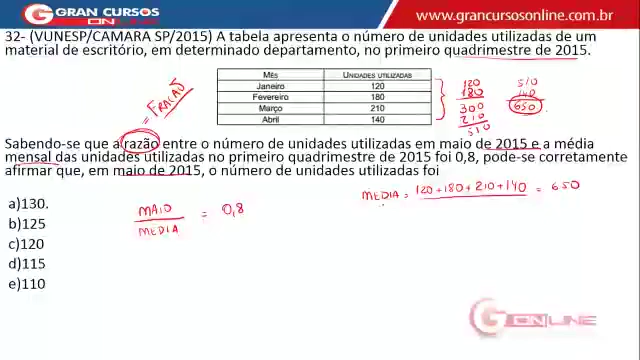 GRAN CURSOS
ONLINE
www.grancursosonline.com.br
32- (VUNESP/CAMARA SP/2015) A tabela apresenta o número de unidades utilizadas de um
material de escritório, em determinado departamento, no primeiro quadrimestre de 2015.
Mês UNIDADES UTILIZADAS
Janeiro 120
Fevereiro 180
Março 210
Abril 140
120
180
300
210
510
510
140
650
= FRAÇÃO
Sabendo-se que a razão entre o número de unidades utilizadas em maio de 2015 e a média
mensal das unidades utilizadas no primeiro quadrimestre de 2015 foi 0,8, pode-se corretamente
afirmar que, em maio de 2015, o número de unidades utilizadas foi
a)130.
b)125
c)120
d)115
e)110
MAIO
MEDIA
= 0,8
MEDIA = 120 + 180 + 210 + 140 = 650
GRAN CURSOS
ONLINE